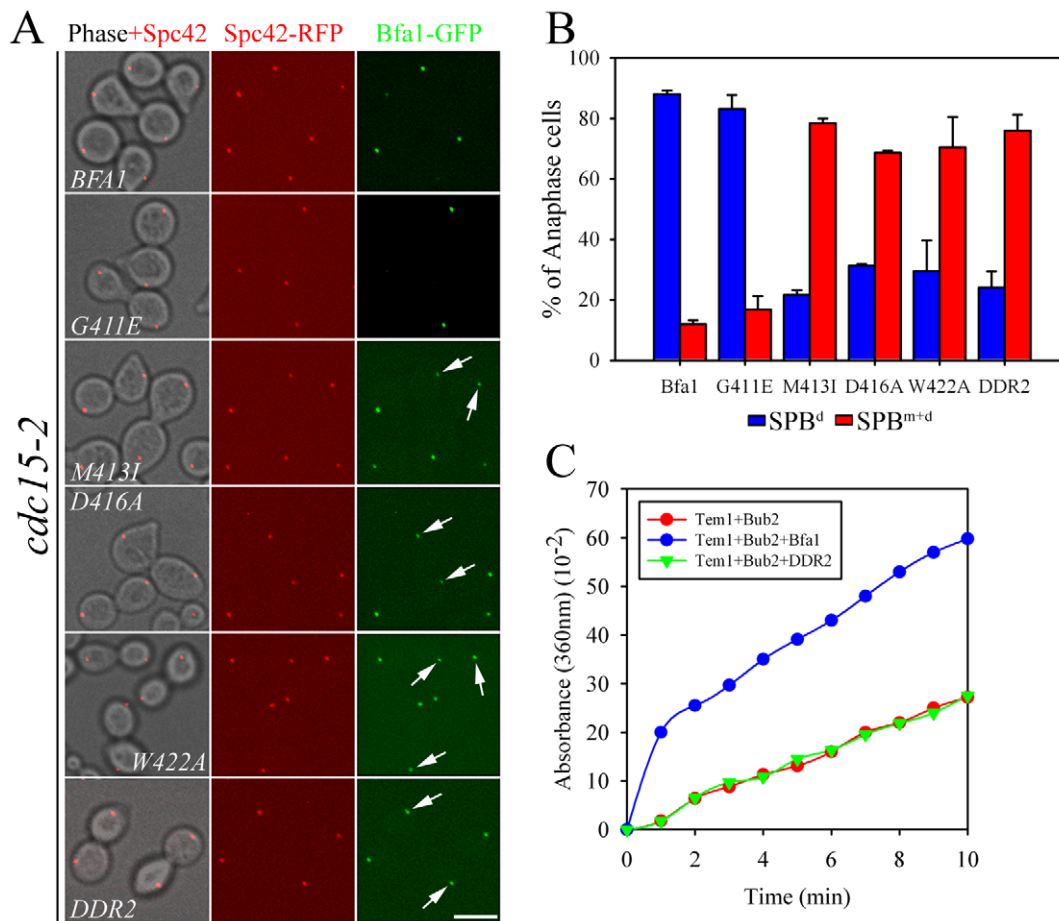 A
Phase+Spc42 Spc42-RFP Bfa1-GFP
cdc15-2
BFA1
G411E
M413I
D416A
W422A
DDR2
B
% of Anaphase cells
100
80
60
40
20
0
Bfa1 G411E M413I D416A W422A DDR2
SPBᵈ SPBᵐ⁺ᵈ
C
Absorbance (360nm) (10⁻²)
70
60
50
40
30
20
10
0
Tem1+Bub2
Tem1+Bub2+Bfa1
Tem1+Bub2+DDR2
0 2 4 6 8 10
Time (min)